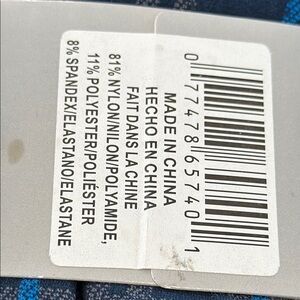 0 77478 65740 1
MADE IN CHINA
HECHO EN CHINA
FAIT DANS LA CHINE
81% NYLON/NILON/POLYAMIDE,
11% POLYESTER/POLIÉSTER
8% SPANDEX/ELASTANO/ELASTANE